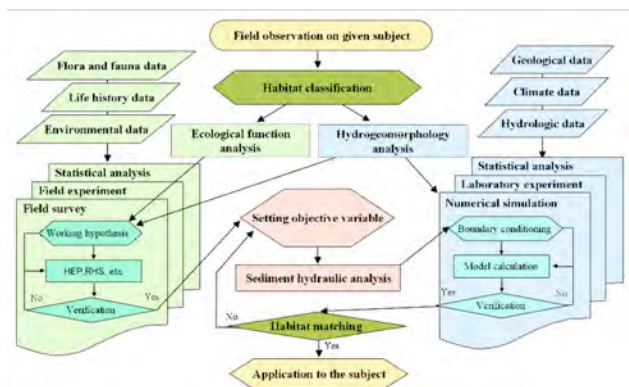 Field observation on given subject
Flora and fauna data
Life history data
Environmental data
Habitat classification
Geological data
Climate data
Hydrologic data
Ecological function
analysis
Hydrogeomorphology
analysis
Statistical analysis
Field experiment
Field survey
Working hypothesis
HEP,RHS, etc
No
Yes
Verification
Setting objective variable
Sediment hydraulic analysis
No
Habitat matching
Yes
Application to the subject
Statistical analysis
Laboratory experiment
Numerical simulation
Boundary conditioning
Model calculation
Yes
No
Verification